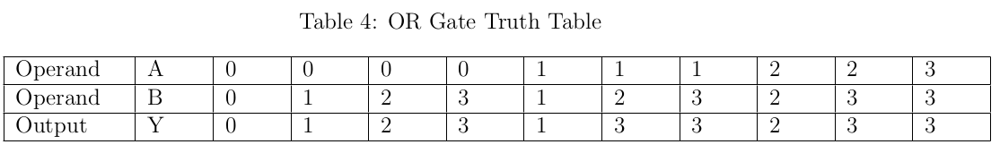 Table 4: OR Gate Truth Table
Operand A 0 0 0 0 1 1 1 2 2 3
Operand B 0 1 2 3 1 2 3 2 3 3
Output Y 0 1 2 3 1 3 3 2 3 3